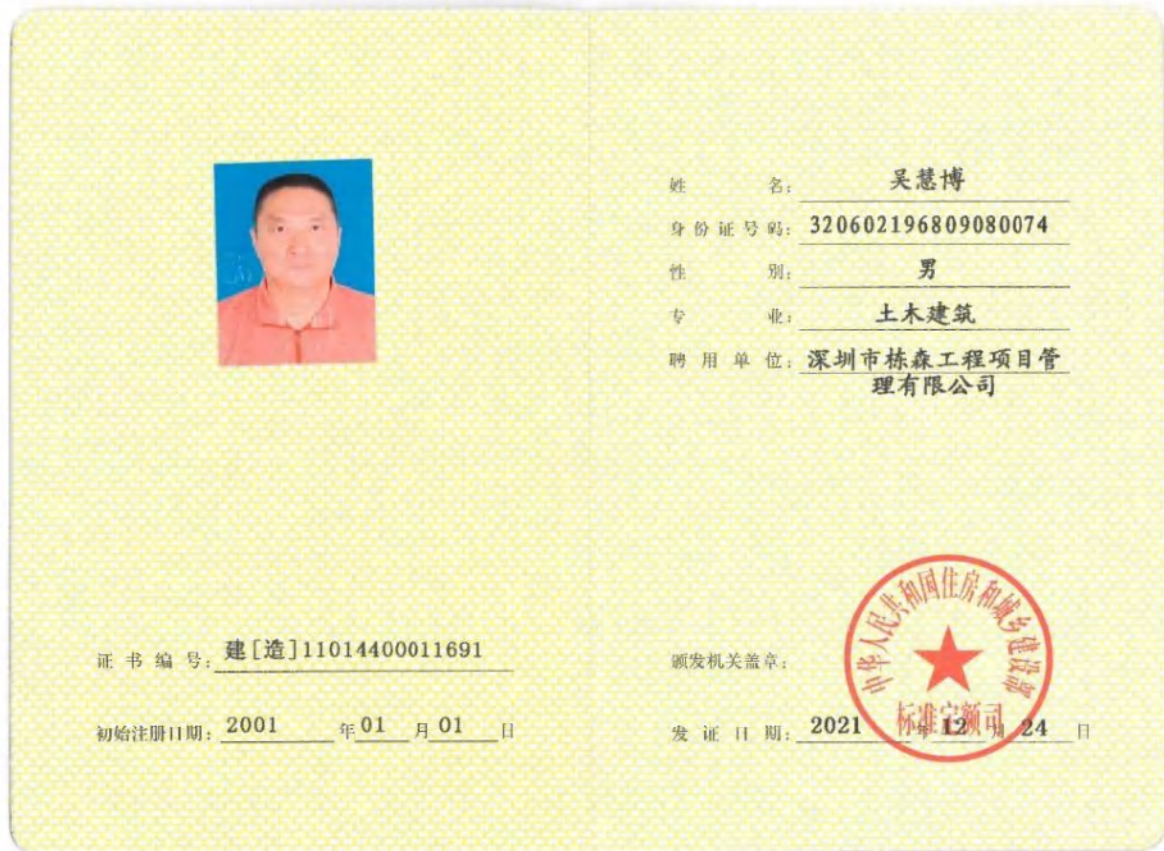 姓名：吴慧博
身份证号码：320602196809080074
性别：男
专业：土木建筑
聘用单位：深圳市栋森工程项目管
理有限公司
证书编号：建[造]11014400011691
初始注册日期：2001年01月01日
颁发机关盖章：
中华人民共和国住房和城乡建设部
标准定额司
发证日期：2021年12月24日